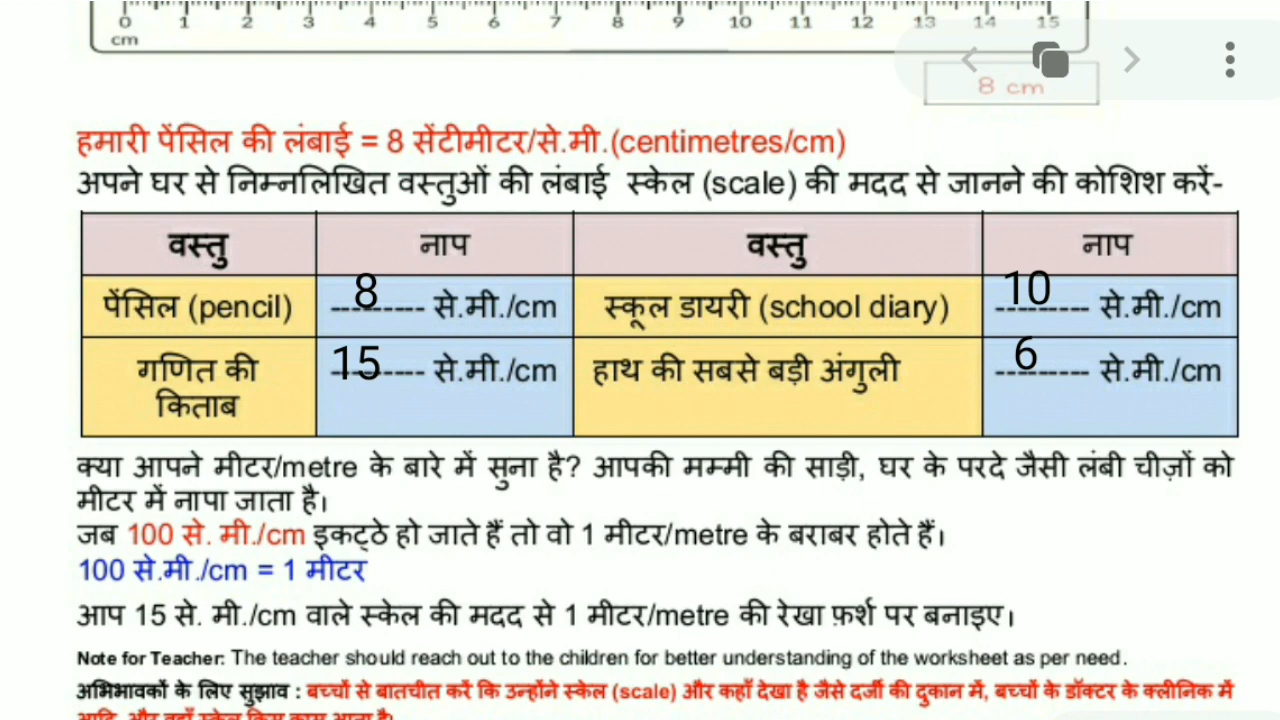 0 1 2 3 4 5 6 7 8 9 10 11 12 13 14 15
cm
8 cm
हमारी पेंसिल की लंबाई = 8 सेंटीमीटर/से.मी.(centimetres/cm)
अपने घर से निम्नलिखित वस्तुओं की लंबाई स्केल (scale) की मदद से जानने की कोशिश करें-
वस्तु नाप वस्तु नाप
पेंसिल (pencil) 8 ---------- से.मी./cm स्कूल डायरी (school diary) 10 ---------- से.मी./cm
गणित की 15 ---------- से.मी./cm हाथ की सबसे बड़ी अंगुली 6 ---------- से.मी./cm
किताब
क्या आपने मीटर/metre के बारे में सुना है? आपकी मम्मी की साड़ी, घर के परदे जैसी लंबी चीज़ों को
मीटर में नापा जाता है।
जब 100 से. मी./cm इकट्ठे हो जाते हैं तो वो 1 मीटर/metre के बराबर होते हैं।
100 से.मी./cm = 1 मीटर
आप 15 से. मी./cm वाले स्केल की मदद से 1 मीटर/metre की रेखा फ़र्श पर बनाइए।
Note for Teacher: The teacher should reach out to the children for better understanding of the worksheet as per need.
अभिभावकों के लिए सुझाव : बच्चों से बातचीत करें कि उन्होंने स्केल (scale) और कहाँ देखा है जैसे दर्जी की दुकान में, बच्चों के डॉक्टर के क्लीनिक में